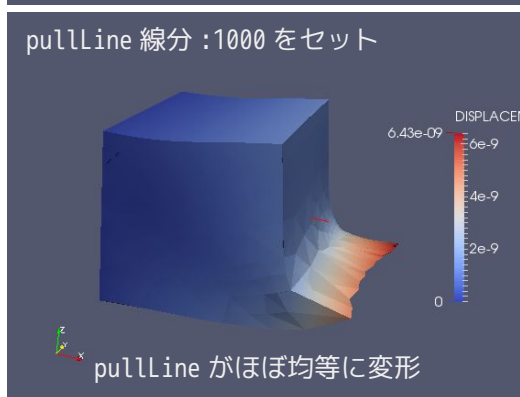 pullLine 線分 :1000 をセット
DISPLACEM
6.43e-09
6e-9
4e-9
2e-9
0
Z
Y
X
pullLine がほぼ均等に変形